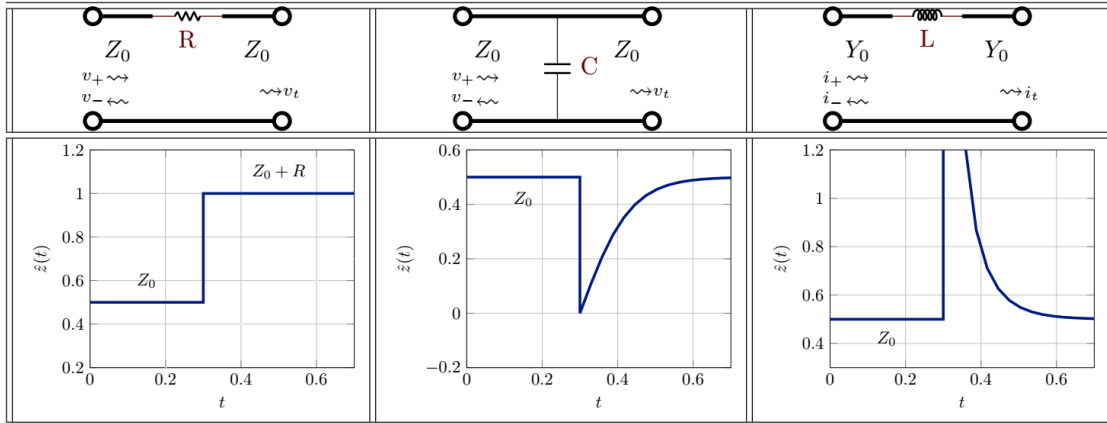 R
Z₀ Z₀
v₊
v₋
vₜ
Z₀ Z₀
C
v₊
v₋
vₜ
L
Y₀ Y₀
i₊
i₋
iₜ
1.2
1
0.8
0.6
0.4
0.2
ẑ(t)
Z₀ + R
Z₀
0 0.2 0.4 0.6
t
0.6
0.4
0.2
0
−0.2
ẑ(t)
Z₀
0 0.2 0.4 0.6
t
1.2
1
0.8
0.6
0.4
ẑ(t)
Z₀
0 0.2 0.4 0.6
t